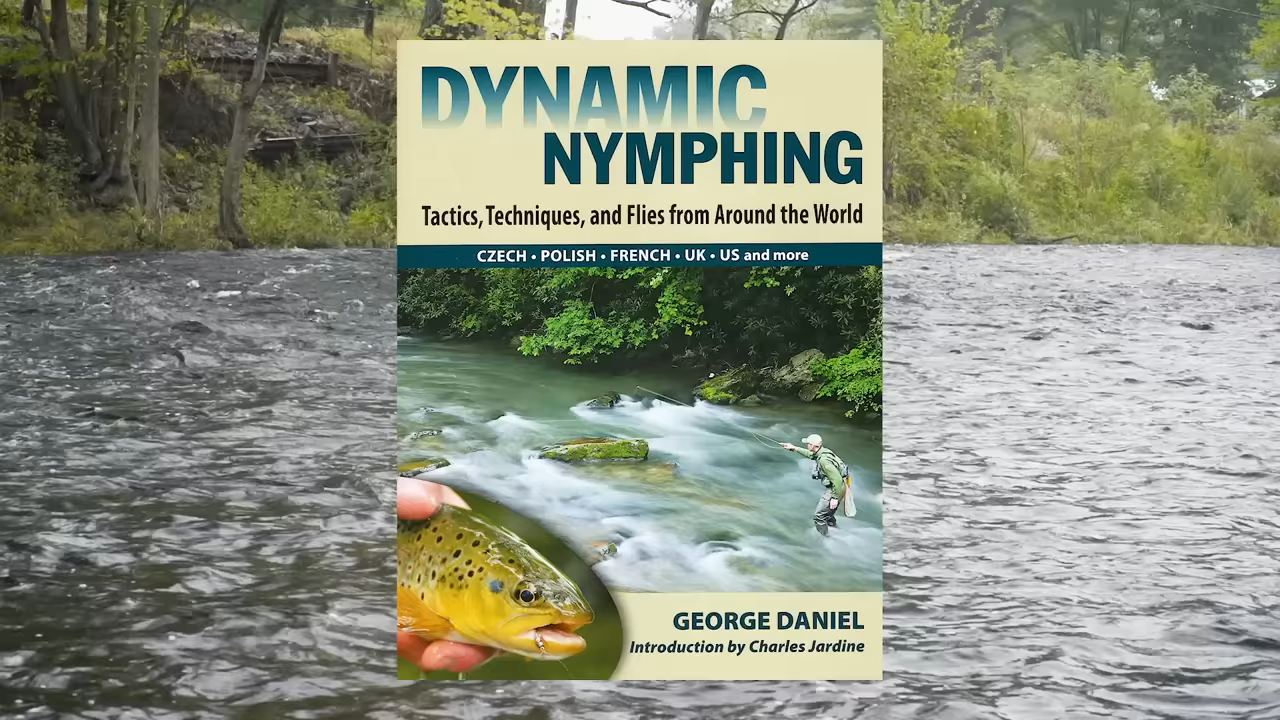 DYNAMIC
NYMPHING
Tactics, Techniques, and Flies from Around the World
CZECH • POLISH • FRENCH • UK • US and more
GEORGE DANIEL
Introduction by Charles Jardine